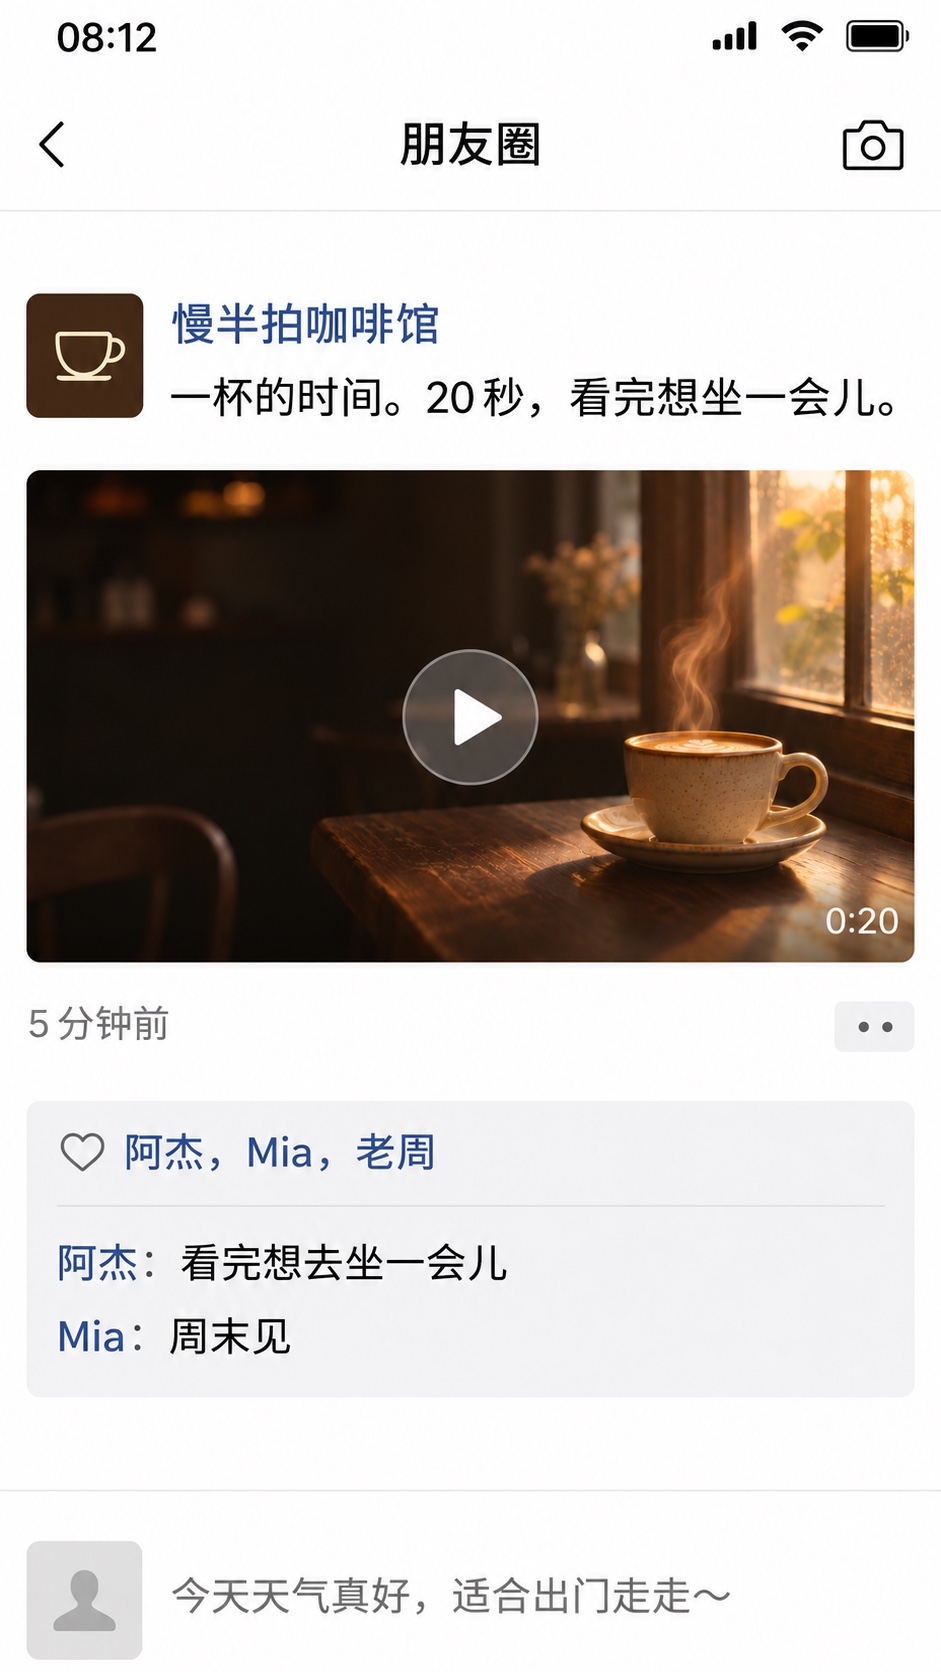 08:12
朋友圈
慢半拍咖啡馆
一杯的时间。20 秒，看完想坐一会儿。
0:20
5 分钟前
阿杰，Mia，老周
阿杰：看完想去坐一会儿
Mia：周末见
今天天气真好，适合出门走走～